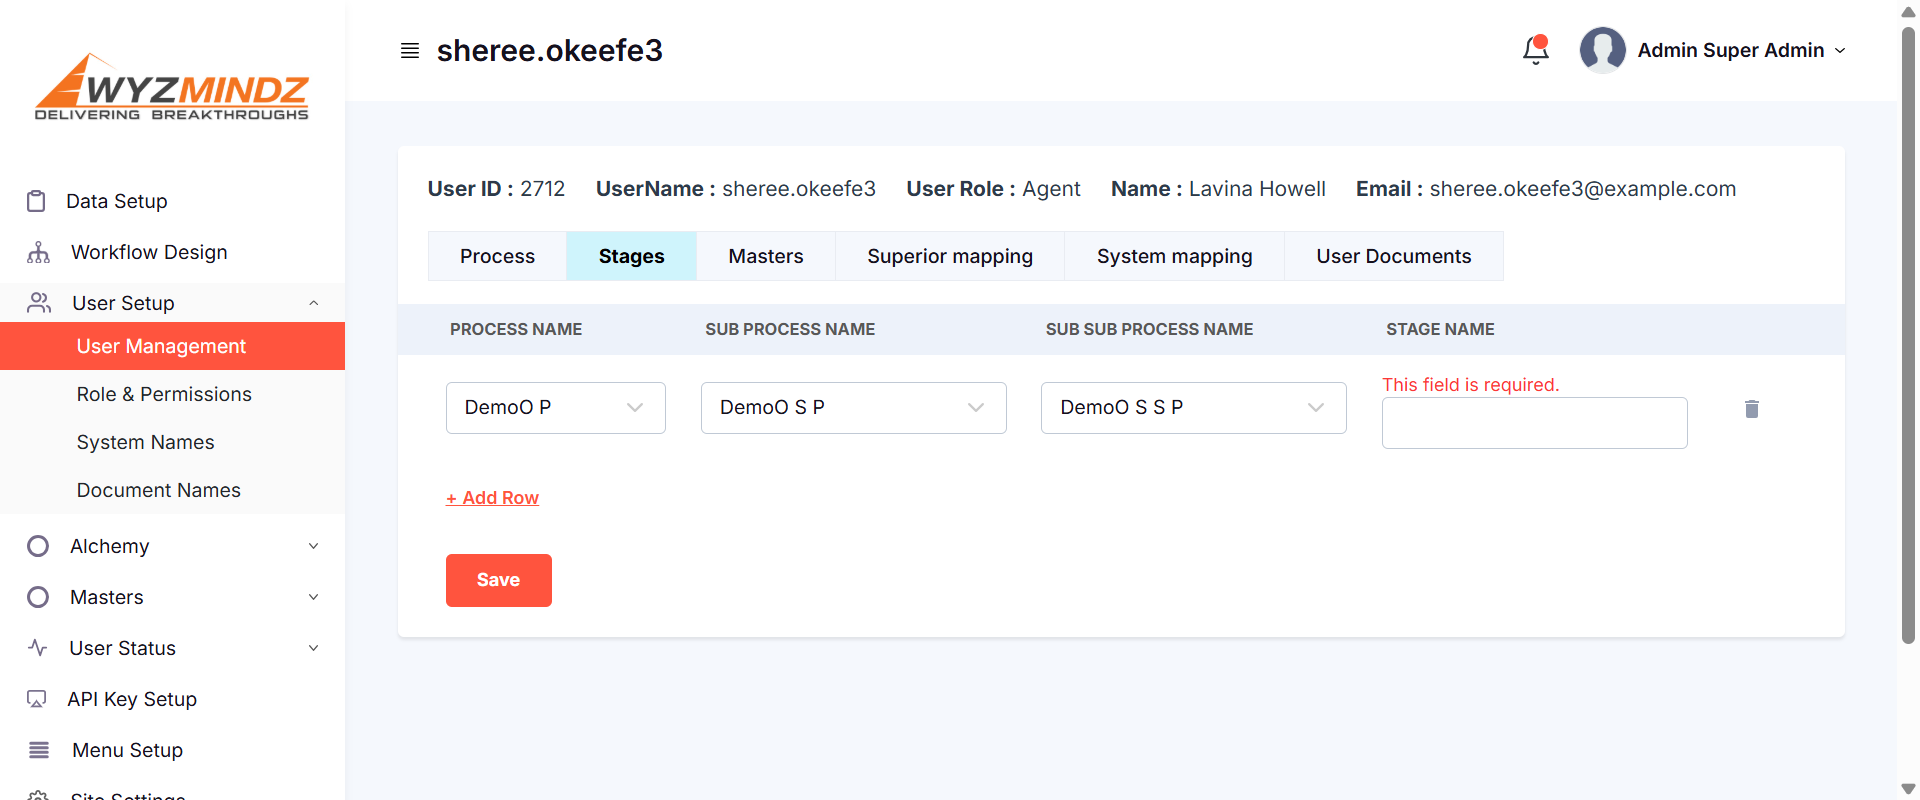 WYZMINDZ
DELIVERING BREAKTHROUGHS
sheree.okeefe3
Admin Super Admin
Data Setup
Workflow Design
User Setup
User Management
Role & Permissions
System Names
Document Names
Alchemy
Masters
User Status
API Key Setup
Menu Setup
Site Settings
User ID : 2712 UserName : sheree.okeefe3 User Role : Agent Name : Lavina Howell Email : sheree.okeefe3@example.com
Process Stages Masters Superior mapping System mapping User Documents
PROCESS NAME SUB PROCESS NAME SUB SUB PROCESS NAME STAGE NAME
This field is required.
DemoO P DemoO S P DemoO S S P
+ Add Row
Save